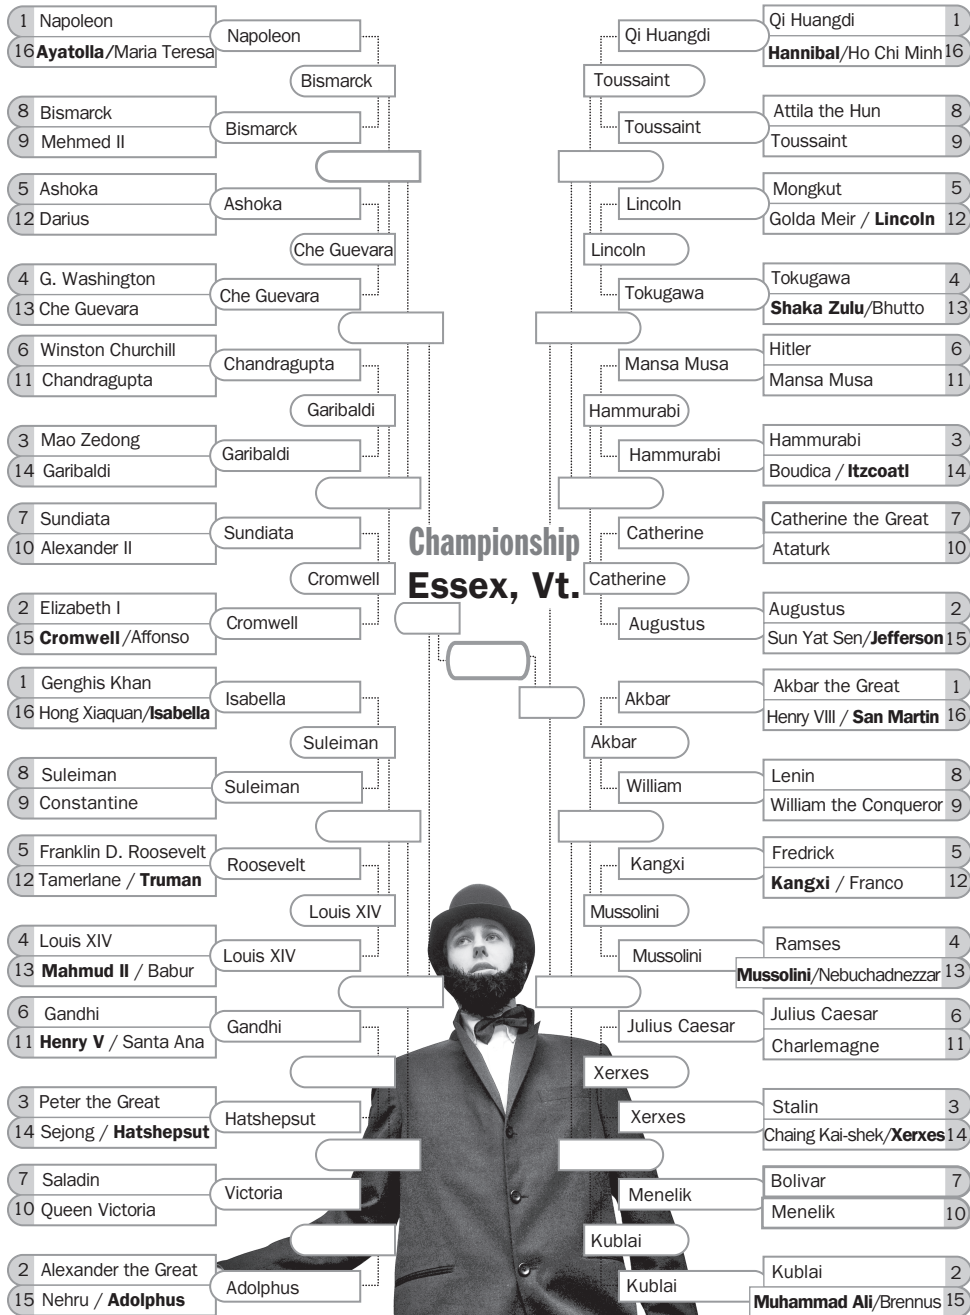 1 Napoleon
16 Ayatolla/Maria Teresa
Napoleon
Bismarck
8 Bismarck
9 Mehmed II
Bismarck
5 Ashoka
12 Darius
Ashoka
Che Guevara
4 G. Washington
13 Che Guevara
Che Guevara
6 Winston Churchill
11 Chandragupta
Chandragupta
Garibaldi
3 Mao Zedong
14 Garibaldi
Garibaldi
7 Sundiata
10 Alexander II
Sundiata
Cromwell
2 Elizabeth I
15 Cromwell/Affonso
Cromwell
1 Genghis Khan
16 Hong Xiaquan/Isabella
Isabella
Suleiman
8 Suleiman
9 Constantine
Suleiman
5 Franklin D. Roosevelt
12 Tamerlane / Truman
Roosevelt
Louis XIV
4 Louis XIV
13 Mahmud II / Babur
Louis XIV
6 Gandhi
11 Henry V / Santa Ana
Gandhi
3 Peter the Great
14 Sejong / Hatshepsut
Hatshepsut
7 Saladin
10 Queen Victoria
Victoria
2 Alexander the Great
15 Nehru / Adolphus
Adolphus
Championship
Essex, Vt.
Qi Huangdi 1
Hannibal/Ho Chi Minh 16
Qi Huangdi
Toussaint
Attila the Hun 8
Toussaint 9
Toussaint
Mongkut 5
Golda Meir / Lincoln 12
Lincoln
Lincoln
Tokugawa 4
Shaka Zulu/Bhutto 13
Tokugawa
Hitler 6
Mansa Musa 11
Mansa Musa
Hammurabi
Hammurabi 3
Boudica / Itzcoatl 14
Hammurabi
Catherine the Great 7
Ataturk 10
Catherine
Catherine
Augustus 2
Sun Yat Sen/Jefferson 15
Augustus
Akbar the Great 1
Henry VIII / San Martin 16
Akbar
Akbar
Lenin 8
William the Conqueror 9
William
Fredrick 5
Kangxi / Franco 12
Kangxi
Mussolini
Ramses 4
Mussolini/Nebuchadnezzar 13
Mussolini
Julius Caesar 6
Charlemagne 11
Julius Caesar
Xerxes
Stalin 3
Chaing Kai-shek/Xerxes 14
Xerxes
Bolivar 7
Menelik 10
Menelik
Kublai
Kublai 2
Muhammad Ali/Brennus 15
Kublai